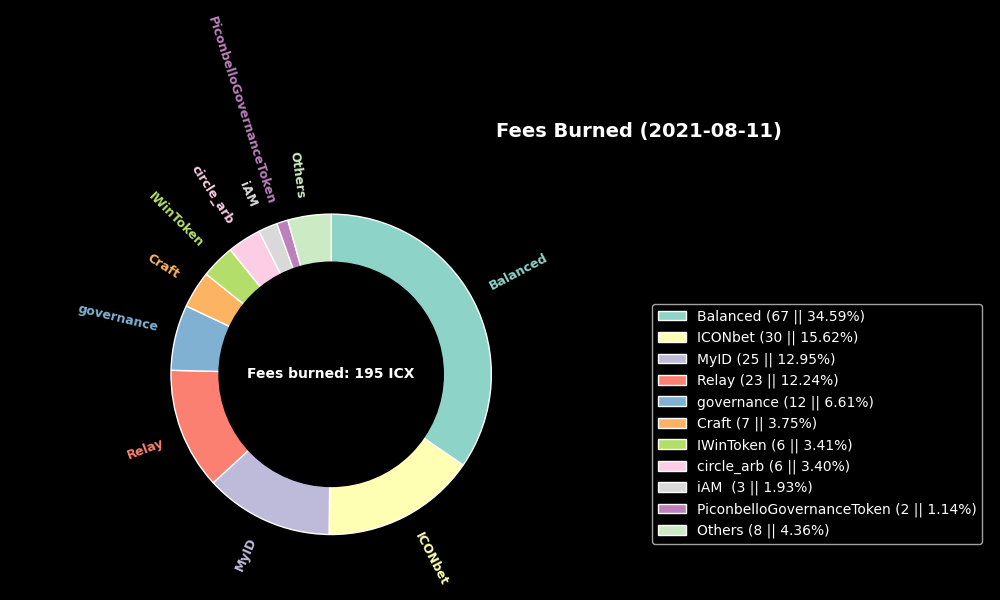 Fees Burned (2021-08-11)
PiconbelloGovernanceToken
Others
iAM
circle_arb
IWinToken
Craft
governance
Relay
MyID
ICONbet
Balanced
Fees burned: 195 ICX
Balanced (67 || 34.59%)
ICONbet (30 || 15.62%)
MyID (25 || 12.95%)
Relay (23 || 12.24%)
governance (12 || 6.61%)
Craft (7 || 3.75%)
IWinToken (6 || 3.41%)
circle_arb (6 || 3.40%)
iAM  (3 || 1.93%)
PiconbelloGovernanceToken (2 || 1.14%)
Others (8 || 4.36%)